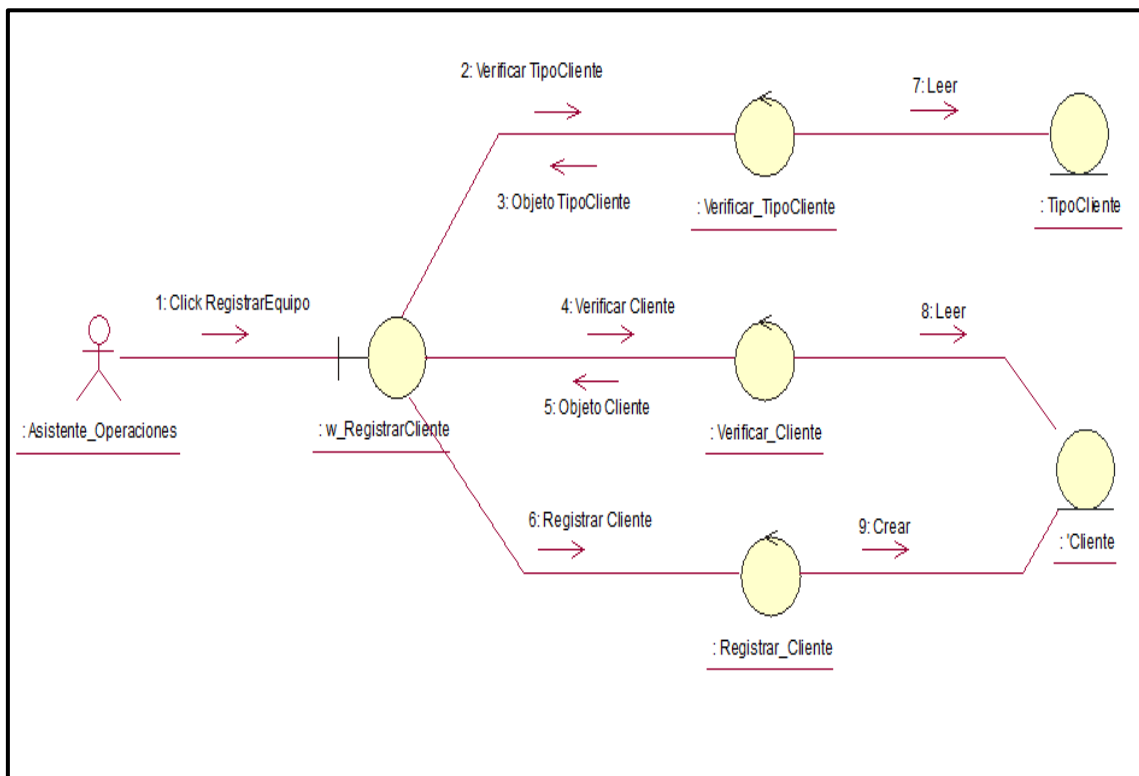 2: Verificar TipoCliente
7: Leer
3: Objeto TipoCliente
: Verificar_TipoCliente
: TipoCliente
1: Click RegistrarEquipo
4: Verificar Cliente
8: Leer
5: Objeto Cliente
: Asistente_Operaciones
: w_RegistrarCliente
: Verificar_Cliente
6: Registrar Cliente
9: Crear
: 'Cliente
: Registrar_Cliente